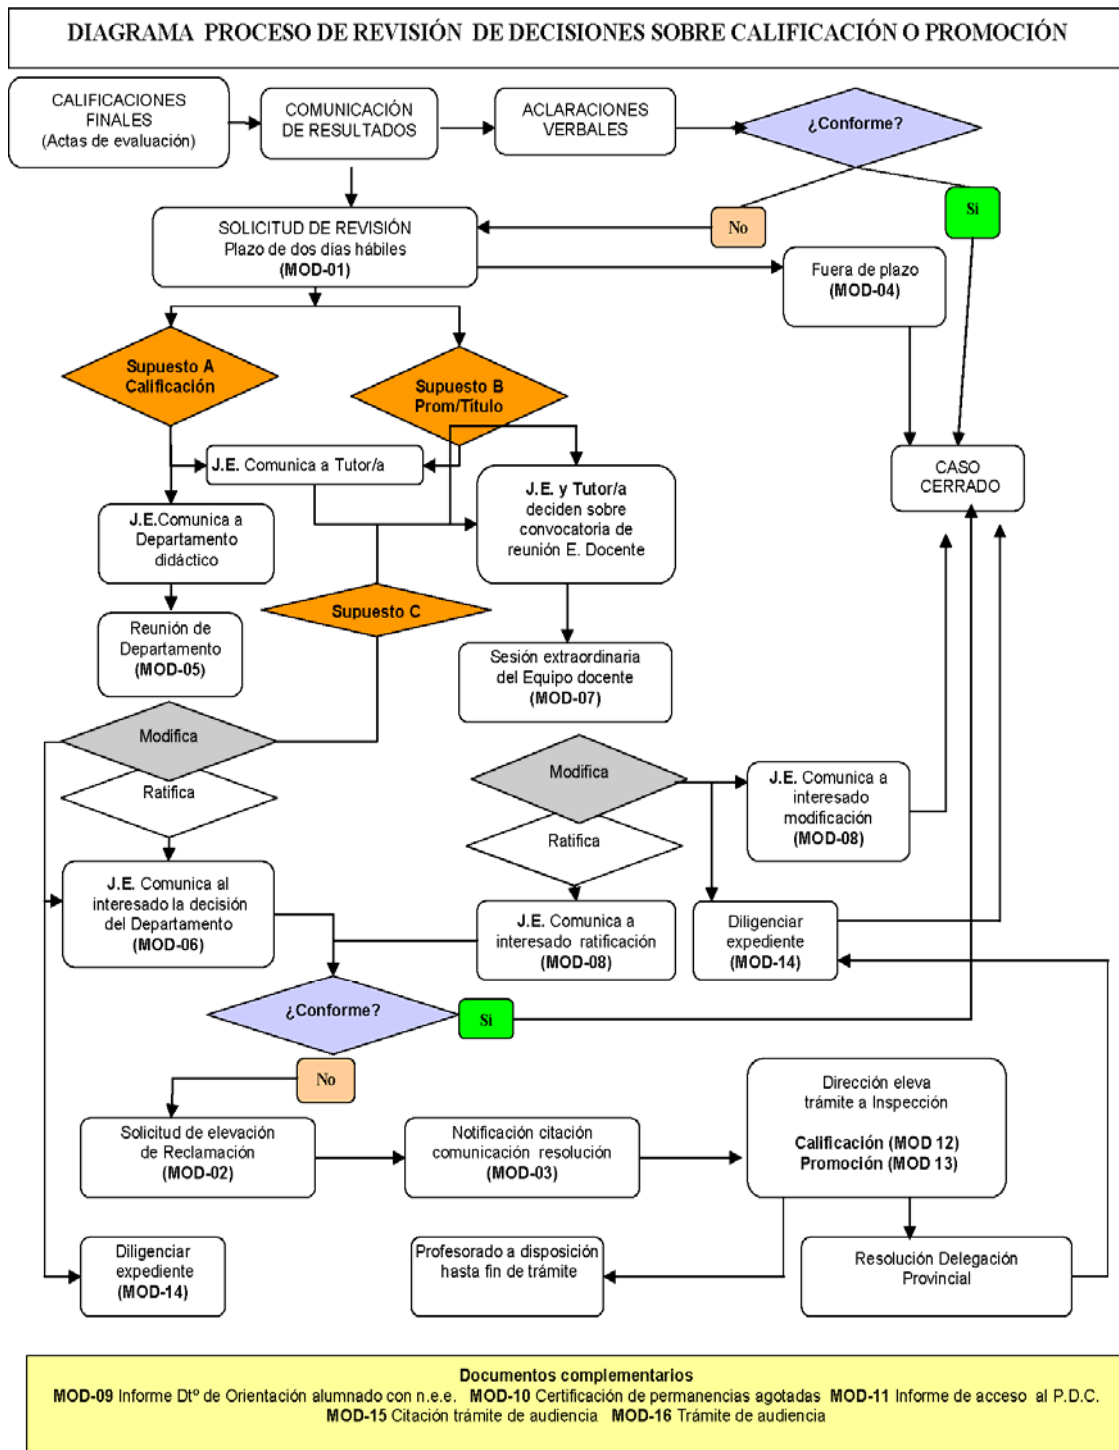 DIAGRAMA PROCESO DE REVISIÓN DE DECISIONES SOBRE CALIFICACIÓN O PROMOCIÓN
CALIFICACIONES
FINALES
(Actas de evaluación)
COMUNICACIÓN
DE RESULTADOS
ACLARACIONES
VERBALES
¿Conforme?
No
Si
SOLICITUD DE REVISIÓN
Plazo de dos días hábiles
(MOD-01)
Fuera de plazo
(MOD-04)
Supuesto A
Calificación
Supuesto B
Prom/Título
J.E. Comunica a Tutor/a
CASO
CERRADO
J.E.Comunica a
Departamento
didáctico
J.E. y Tutor/a
deciden sobre
convocatoria de
reunión E. Docente
Supuesto C
Reunión de
Departamento
(MOD-05)
Sesión extraordinaria
del Equipo docente
(MOD-07)
Modifica
Ratifica
Modifica
Ratifica
J.E. Comunica a
interesado
modificación
(MOD-08)
J.E. Comunica al
interesado la decisión
del Departamento
(MOD-06)
J.E. Comunica a
interesado ratificación
(MOD-08)
Diligenciar
expediente
(MOD-14)
¿Conforme?
Si
No
Solicitud de elevación
de Reclamación
(MOD-02)
Notificación citación
comunicación resolución
(MOD-03)
Dirección eleva
trámite a Inspección
Calificación (MOD 12)
Promoción (MOD 13)
Diligenciar
expediente
(MOD-14)
Profesorado a disposición
hasta fin de trámite
Resolución Delegación
Provincial
Documentos complementarios
MOD-09 Informe Dtº de Orientación alumnado con n.e.e. MOD-10 Certificación de permanencias agotadas MOD-11 Informe de acceso al P.D.C.
MOD-15 Citación trámite de audiencia MOD-16 Trámite de audiencia